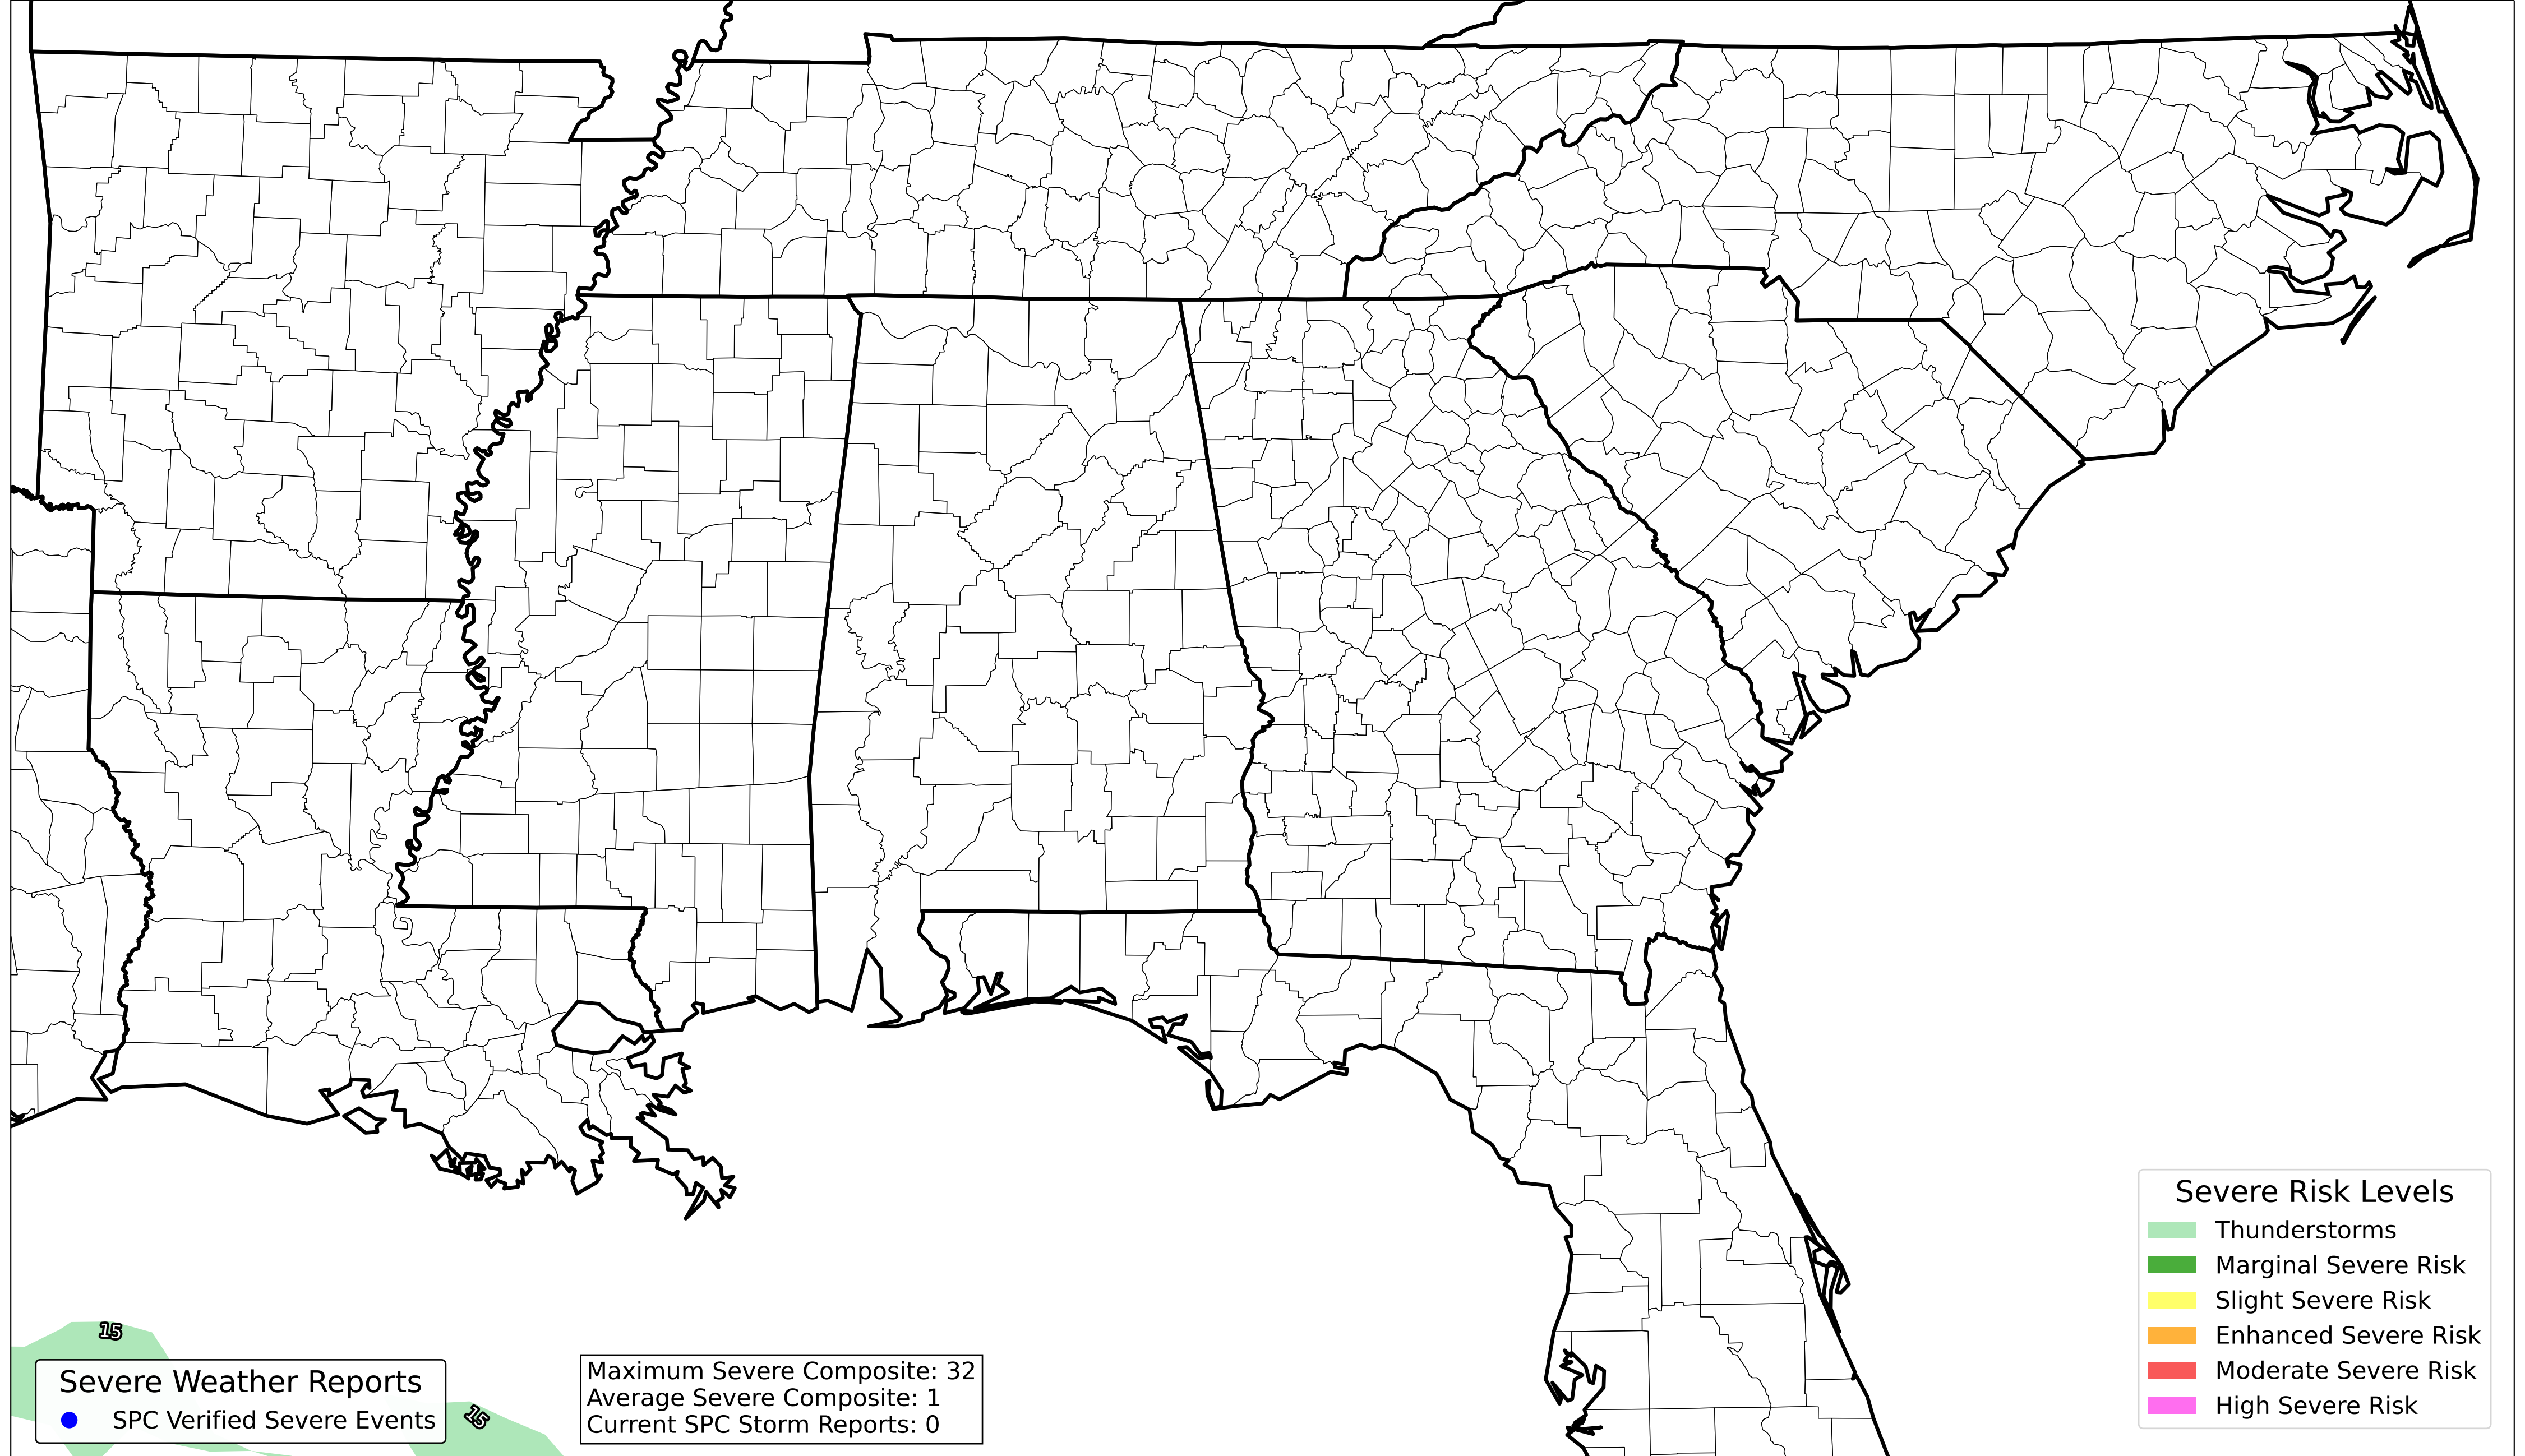 15
15
Severe Weather Reports
SPC Verified Severe Events
Maximum Severe Composite: 32
Average Severe Composite: 1
Current SPC Storm Reports: 0
Severe Risk Levels
Thunderstorms
Marginal Severe Risk
Slight Severe Risk
Enhanced Severe Risk
Moderate Severe Risk
High Severe Risk